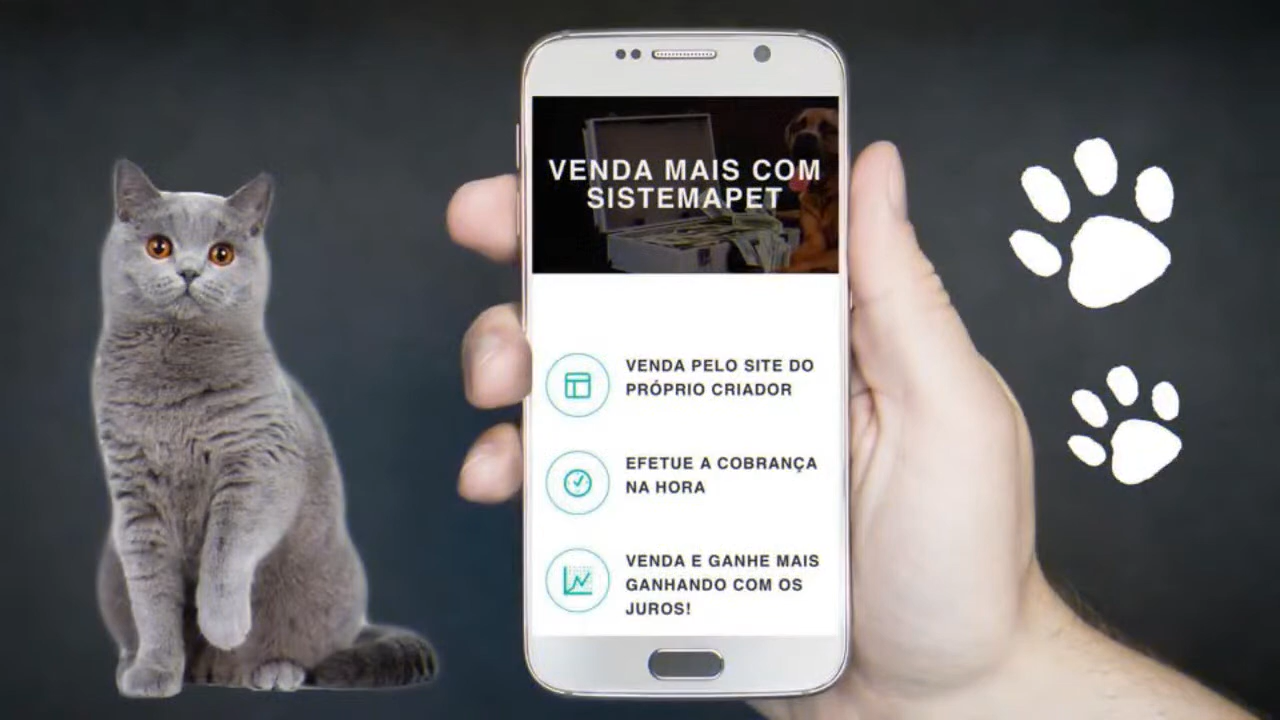 VENDA MAIS COM
SISTEMAPET
VENDA PELO SITE DO
PRÓPRIO CRIADOR
EFETUE A COBRANÇA
NA HORA
VENDA E GANHE MAIS
GANHANDO COM OS
JUROS!